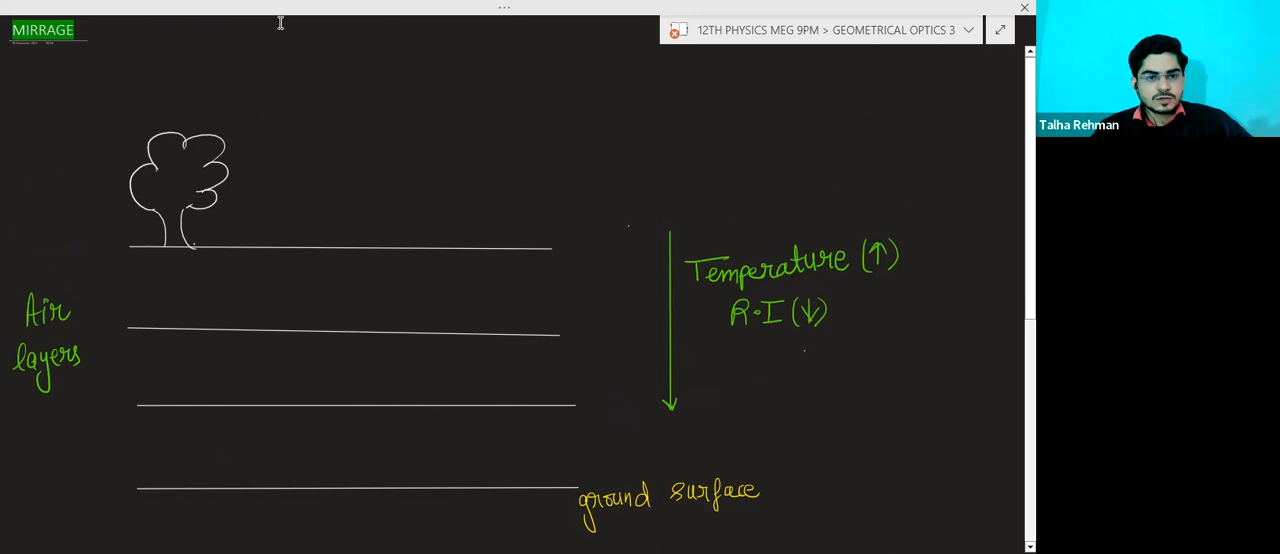 MIRRAGE
12TH PHYSICS MEG 9PM > GEOMETRICAL OPTICS 3
Talha Rehman
Temperature (↑)
R.I (↓)
Air
layers
ground surface